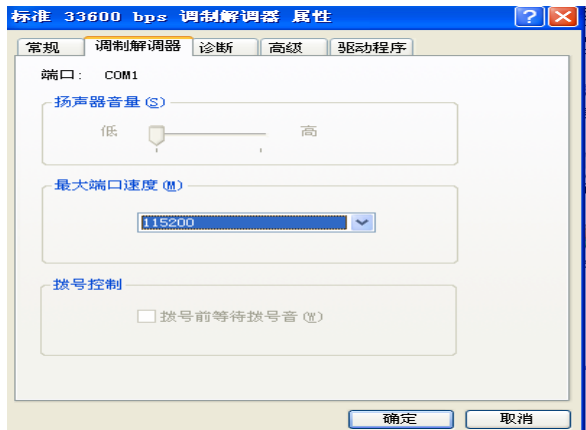 标准 33600 bps 调制解调器 属性
常规 调制解调器 诊断 高级 驱动程序
端口: COM1
扬声器音量(S)
低 高
最大端口速度(M)
115200
拨号控制
拨号前等待拨号音(W)
确定 取消